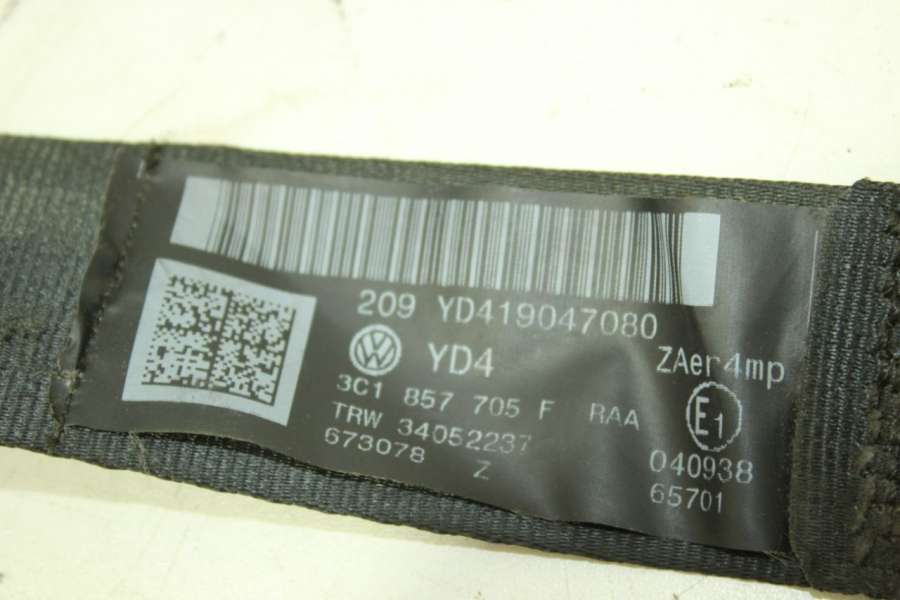 209 YD419047080
YD4
ZAer4mp
3C1 857 705 F RAA
E1
TRW 34052237
040938
673078 Z
65701